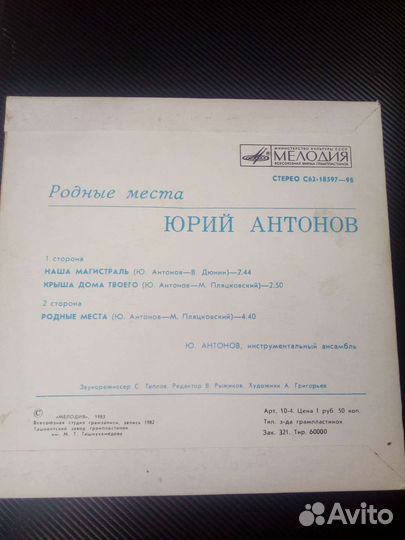 МИНИСТЕРСТВО КУЛЬТУРЫ СССР
МЕЛОДИЯ
ВСЕСОЮЗНАЯ ФИРМА ГРАМПЛАСТИНОК
СТЕРЕО С62-18597—98
Родные места
ЮРИЙ АНТОНОВ
1 сторона
НАША МАГИСТРАЛЬ (Ю. Антонов—В. Дюнин)—2.44
КРЫША ДОМА ТВОЕГО (Ю. Антонов—М. Пляцковский)—2.50
2 сторона
РОДНЫЕ МЕСТА (Ю. Антонов—М. Пляцковский)—4.40
Ю. АНТОНОВ, инструментальный ансамбль
Звукорежиссер С. Типлов. Редактор В. Рыжиков. Художник А. Григорьев
© «МЕЛОДИЯ», 1983
Всесоюзная студия грамзаписи, запись 1982
Ташкентский завод грампластинок
им. М. Т. Ташмухамедова
Арт. 10-4. Цена 1 руб. 50 коп.
Тип. з-да грампластинок
Зак. 321. Тир. 60000
Avito